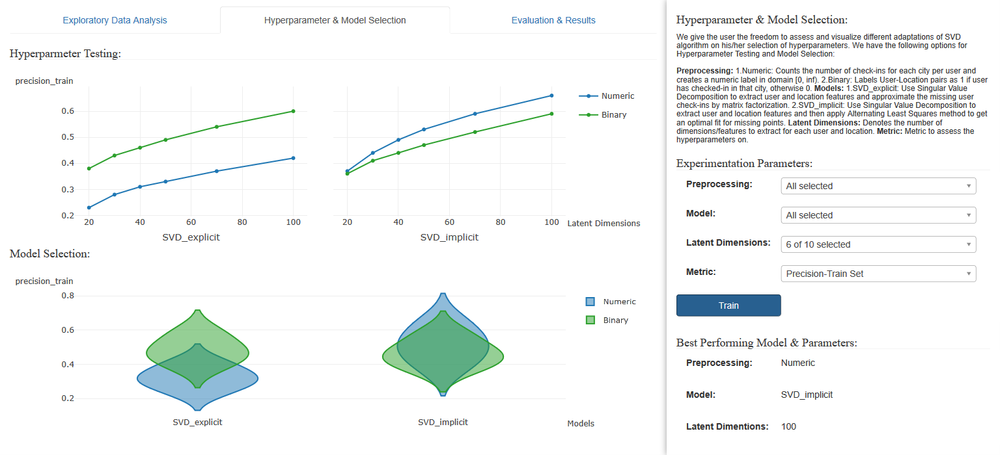 Exploratory Data Analysis
Hyperparameter & Model Selection
Evaluation & Results
Hyperparmeter Testing:
precision_train
0.6
0.5
0.4
0.3
0.2
20 40 60 80 100
SVD_explicit
20 40 60 80 100
SVD_implicit
Latent Dimensions
Numeric
Binary
Model Selection:
precision_train
0.8
0.6
0.4
0.2
SVD_explicit
SVD_implicit
Models
Numeric
Binary
Hyperparameter & Model Selection:
We give the user the freedom to assess and visualize different adaptations of SVD
algorithm on his/her selection of hyperparameters. We have the following options for
Hyperparameter Testing and Model Selection:
Preprocessing: 1.Numeric: Counts the number of check-ins for each city per user and
creates a numeric label in domain [0, inf). 2.Binary: Labels User-Location pairs as 1 if user
has checked-in in that city, otherwise 0. Models: 1.SVD_explicit: Use Singular Value
Decomposition to extract user and location features and approximate the missing user
check-ins by matrix factorization. 2.SVD_implicit: Use Singular Value Decomposition to
extract user and location features and then apply Alternating Least Squares method to get
an optimal fit for missing points. Latent Dimensions: Denotes the number of
dimensions/features to extract for each user and location. Metric: Metric to assess the
hyperparameters on.
Experimentation Parameters:
Preprocessing: All selected
Model: All selected
Latent Dimensions: 6 of 10 selected
Metric: Precision-Train Set
Train
Best Performing Model & Parameters:
Preprocessing: Numeric
Model: SVD_implicit
Latent Dimentions: 100